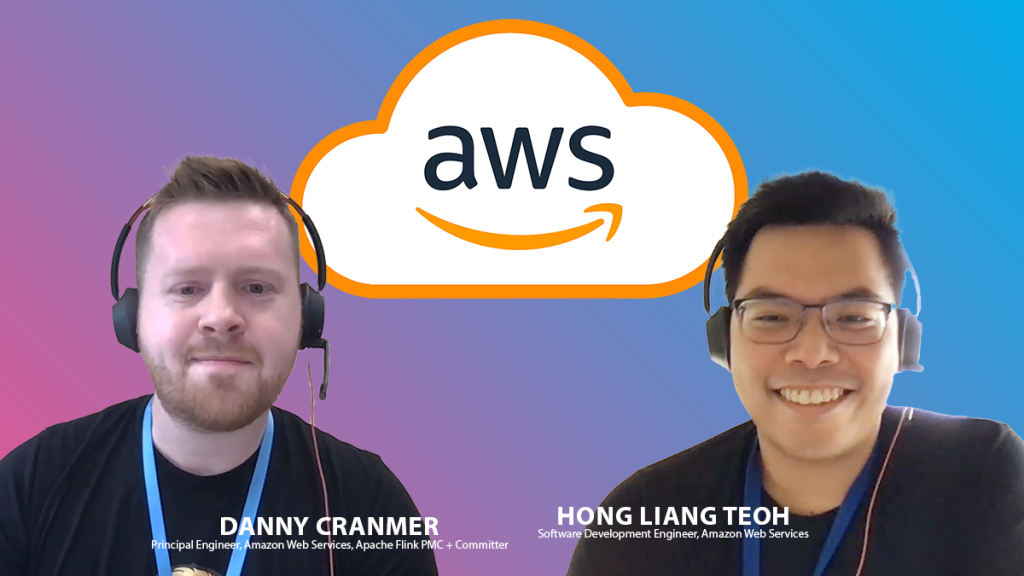 aws
DANNY CRANMER
Principal Engineer, Amazon Web Services, Apache Flink PMC + Committer
HONG LIANG TEOH
Software Development Engineer, Amazon Web Services